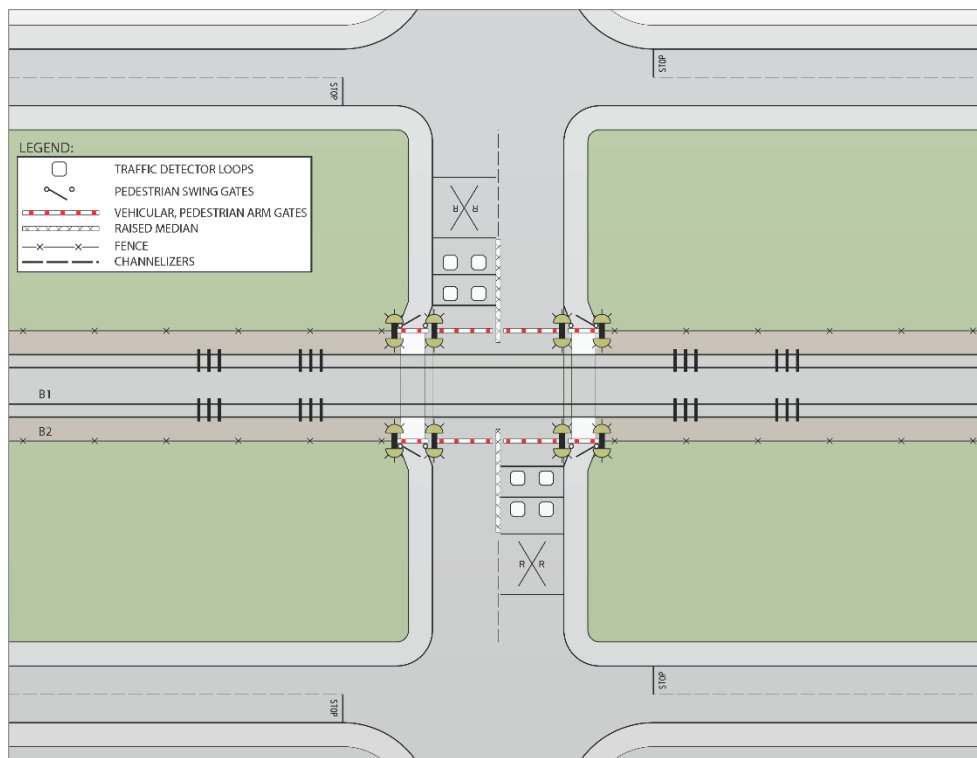 STOP
STOP
LEGEND:
TRAFFIC DETECTOR LOOPS
PEDESTRIAN SWING GATES
VEHICULAR, PEDESTRIAN ARM GATES
RAISED MEDIAN
FENCE
CHANNELIZERS
R R
B1
B2
R R
STOP
STOP